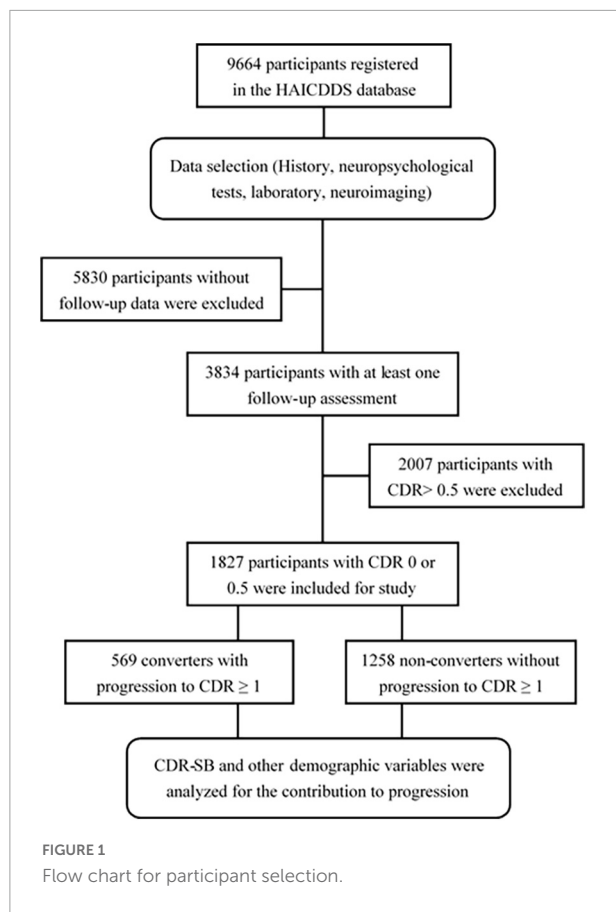 9664 participants registered
in the HAICDDS database
Data selection (History, neuropsychological
tests, laboratory, neuroimaging)
5830 participants without
follow-up data were excluded
3834 participants with at least one
follow-up assessment
2007 participants with
CDR> 0.5 were excluded
1827 participants with CDR 0 or
0.5 were included for study
569 converters with
progression to CDR ≥ 1
1258 non-converters without
progression to CDR ≥ 1
CDR-SB and other demographic variables were
analyzed for the contribution to progression
FIGURE 1
Flow chart for participant selection.